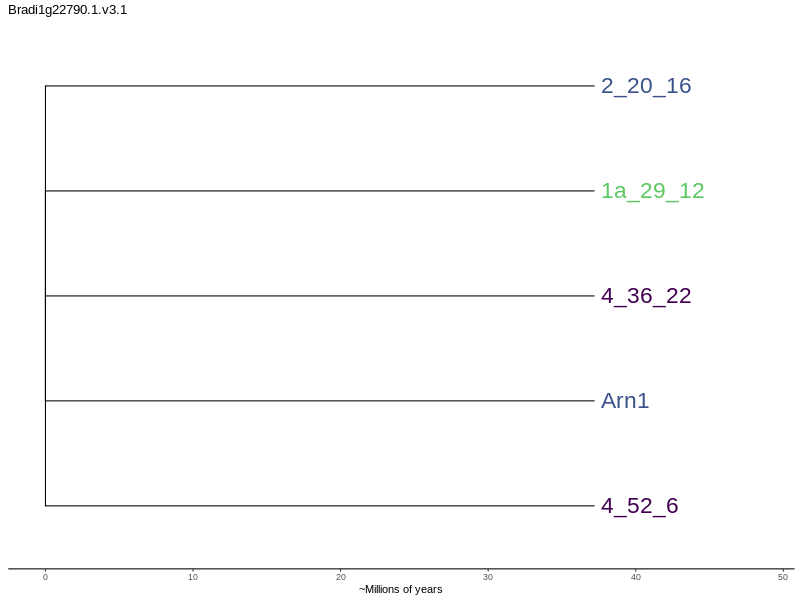 Bradi1g22790.1.v3.1
2_20_16
1a_29_12
4_36_22
Arn1
4_52_6
0 10 20 30 40 50
~Millions of years